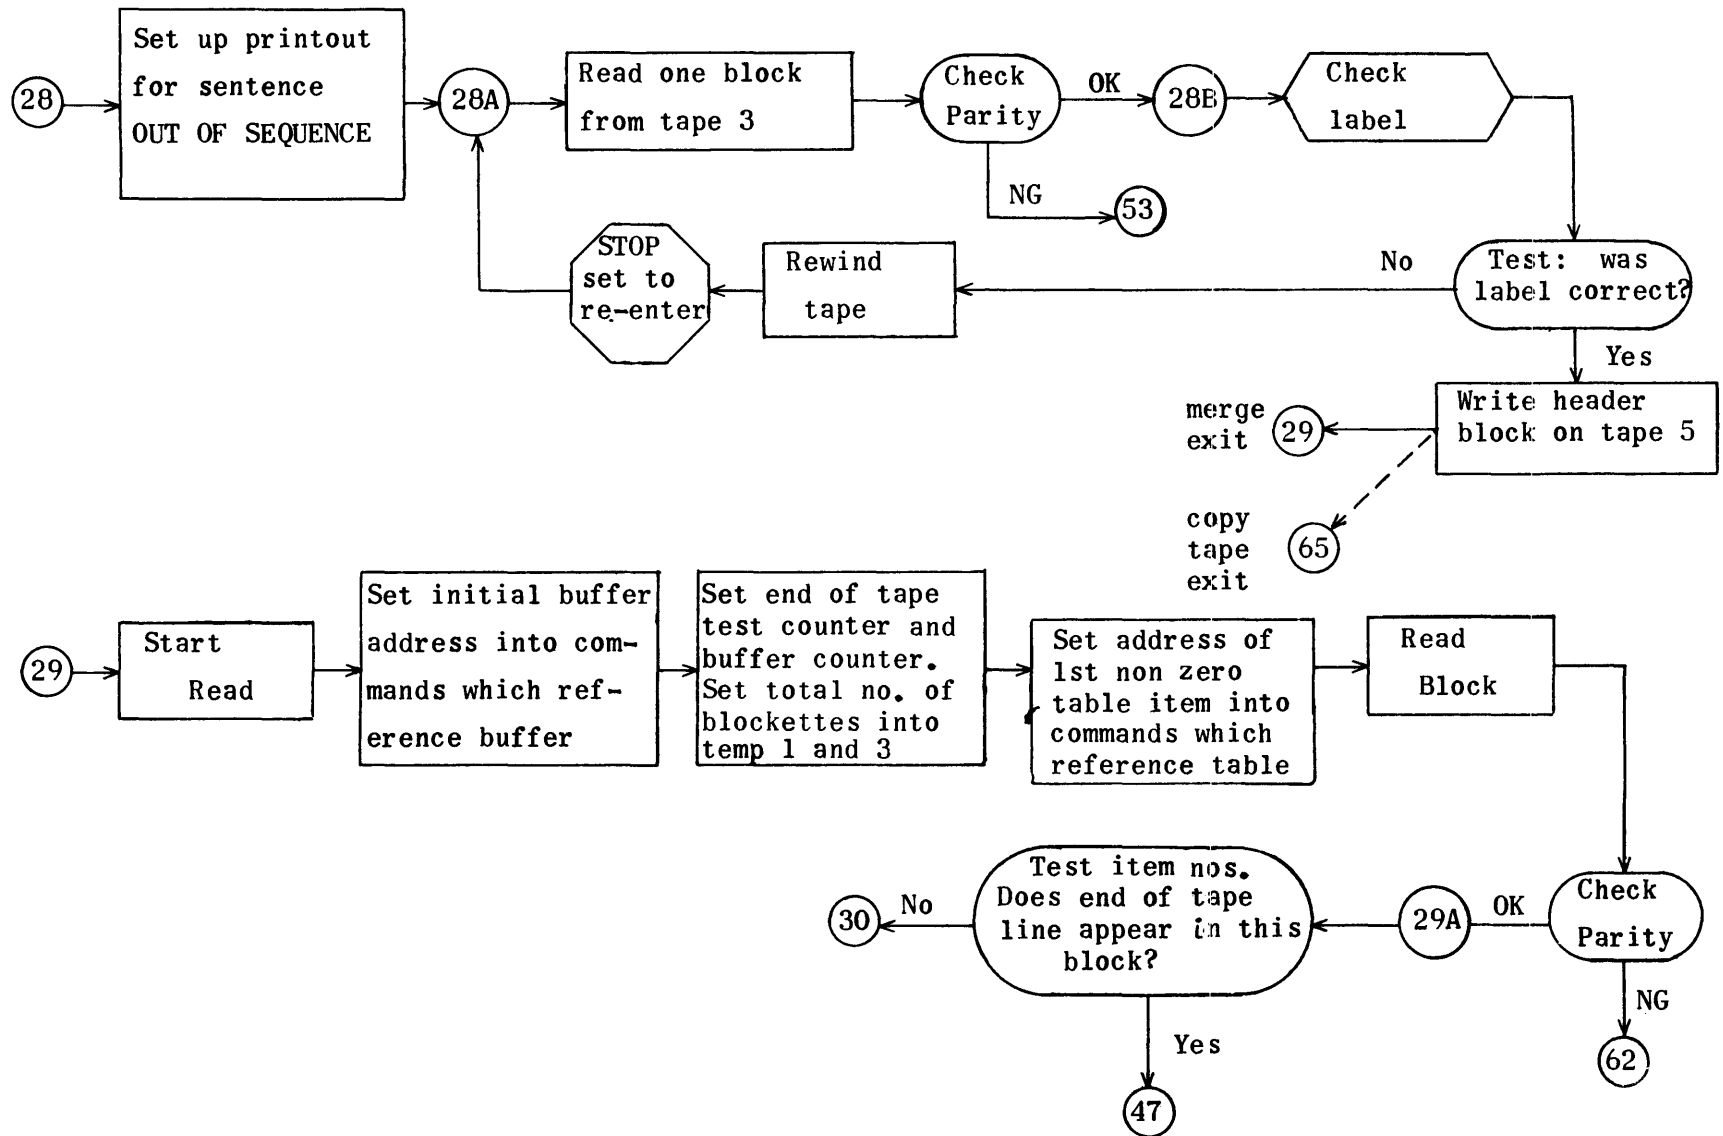 28
Set up printout
for sentence
OUT OF SEQUENCE
28A
Read one block
from tape 3
Check
Parity
OK
28B
Check
label
NG
53
Test: was
label correct?
No
Rewind
tape
STOP
set to
re-enter
Yes
Write header
block on tape 5
merge
exit
29
copy
tape
exit
65
29
Start
Read
Set initial buffer
address into com-
mands which ref-
erence buffer
Set end of tape
test counter and
buffer counter.
Set total no. of
blockettes into
temp 1 and 3
Set address of
1st non zero
table item into
commands which
reference table
Read
Block
Check
Parity
OK
29A
NG
62
Test item nos.
Does end of tape
line appear in this
block?
No
30
Yes
47